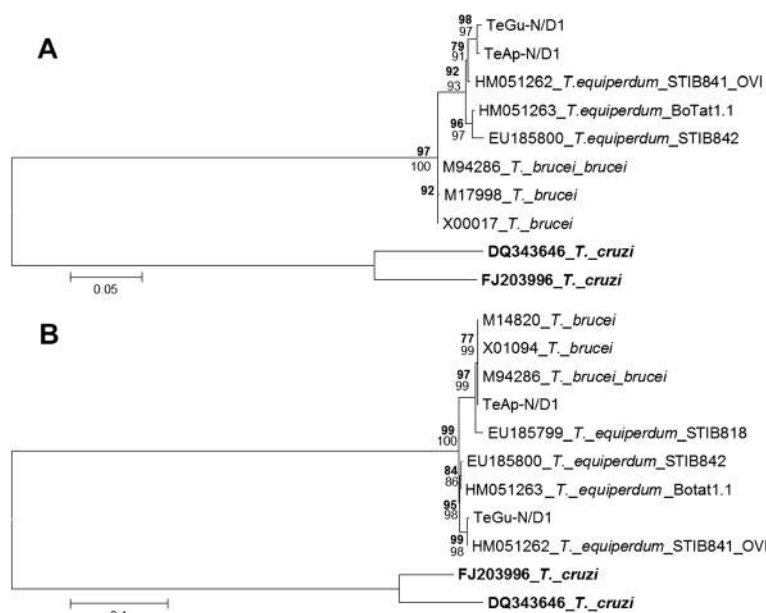 A
98
97
TeGu-N/D1
79
91
TeAp-N/D1
92
93
HM051262_T.equiperdum_STIB841_OVI
HM051263_T.equiperdum_BoTat1.1
96
97
EU185800_T.equiperdum_STIB842
97
100
M94286_T._brucei_brucei
92
M17998_T._brucei
X00017_T._brucei
DQ343646_T._cruzi
0.05
FJ203996_T._cruzi
B
M14820_T._brucei
77
99
X01094_T._brucei
97
99
M94286_T._brucei_brucei
TeAp-N/D1
99
100
EU185799_T._equiperdum_STIB818
84
86
EU185800_T._equiperdum_STIB842
HM051263_T._equiperdum_Botat1.1
95
98
TeGu-N/D1
99
98
HM051262_T._equiperdum_STIB841_OVI
FJ203996_T._cruzi
DQ343646_T._cruzi